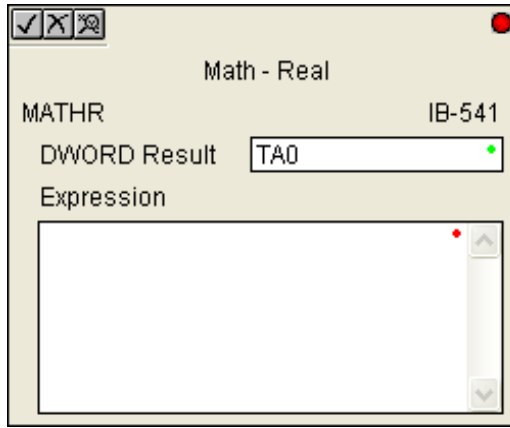 Math - Real
MATHR IB-541
DWORD Result TA0
Expression